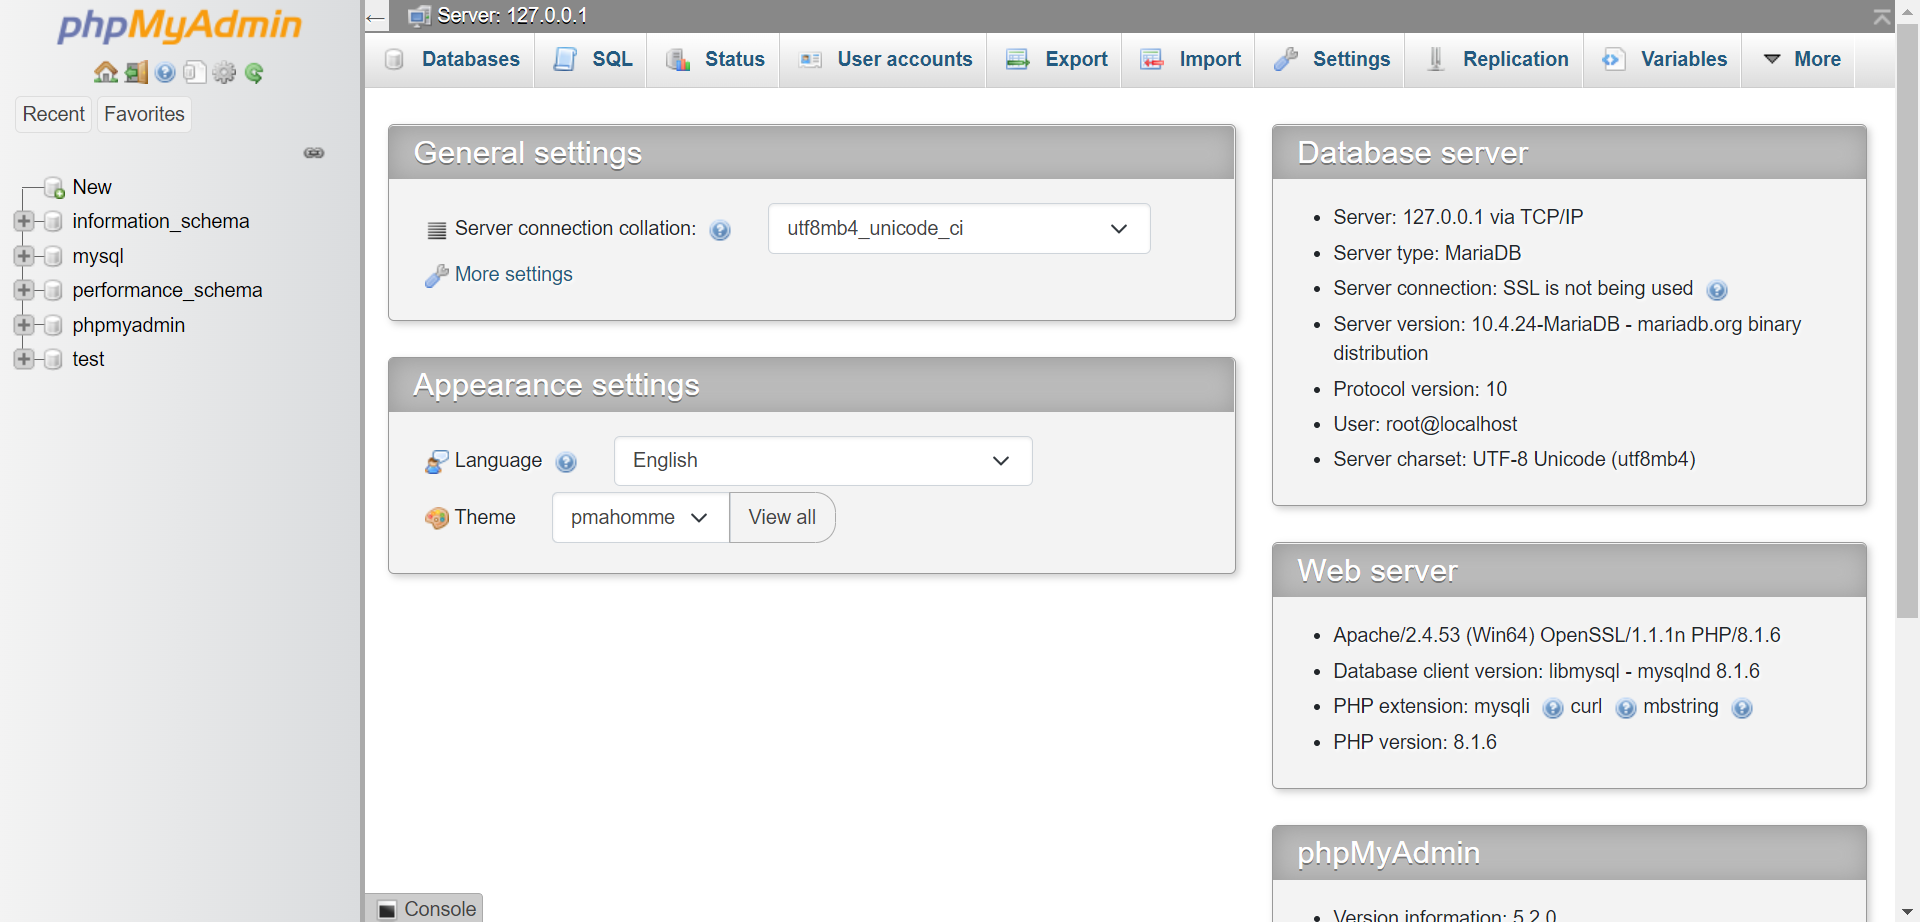 phpMyAdmin
Recent
Favorites
New
information_schema
mysql
performance_schema
phpmyadmin
test
Server: 127.0.0.1
Databases
SQL
Status
User accounts
Export
Import
Settings
Replication
Variables
More
General settings
Server connection collation:
utf8mb4_unicode_ci
More settings
Appearance settings
Language
English
Theme
pmahomme
View all
Database server
Server: 127.0.0.1 via TCP/IP
Server type: MariaDB
Server connection: SSL is not being used
Server version: 10.4.24-MariaDB - mariadb.org binary
distribution
Protocol version: 10
User: root@localhost
Server charset: UTF-8 Unicode (utf8mb4)
Web server
Apache/2.4.53 (Win64) OpenSSL/1.1.1n PHP/8.1.6
Database client version: libmysql - mysqlnd 8.1.6
PHP extension: mysqli curl mbstring
PHP version: 8.1.6
phpMyAdmin
Version information: 5.2.0
Console